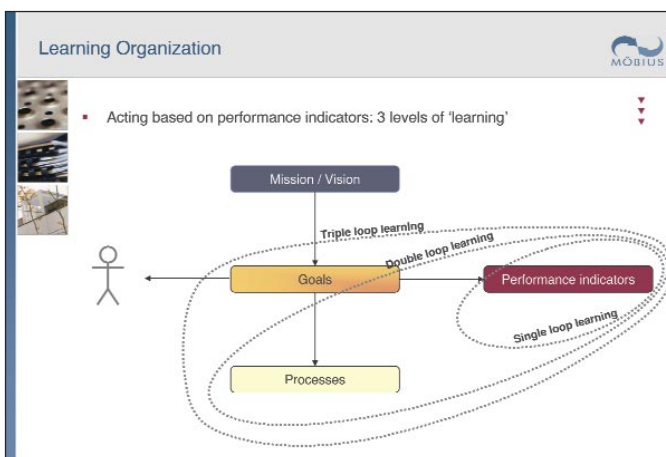 Learning Organization
MÖBIUS
Acting based on performance indicators: 3 levels of 'learning'
Mission / Vision
Triple loop learning
Double loop learning
Goals
Performance indicators
Single loop learning
Processes